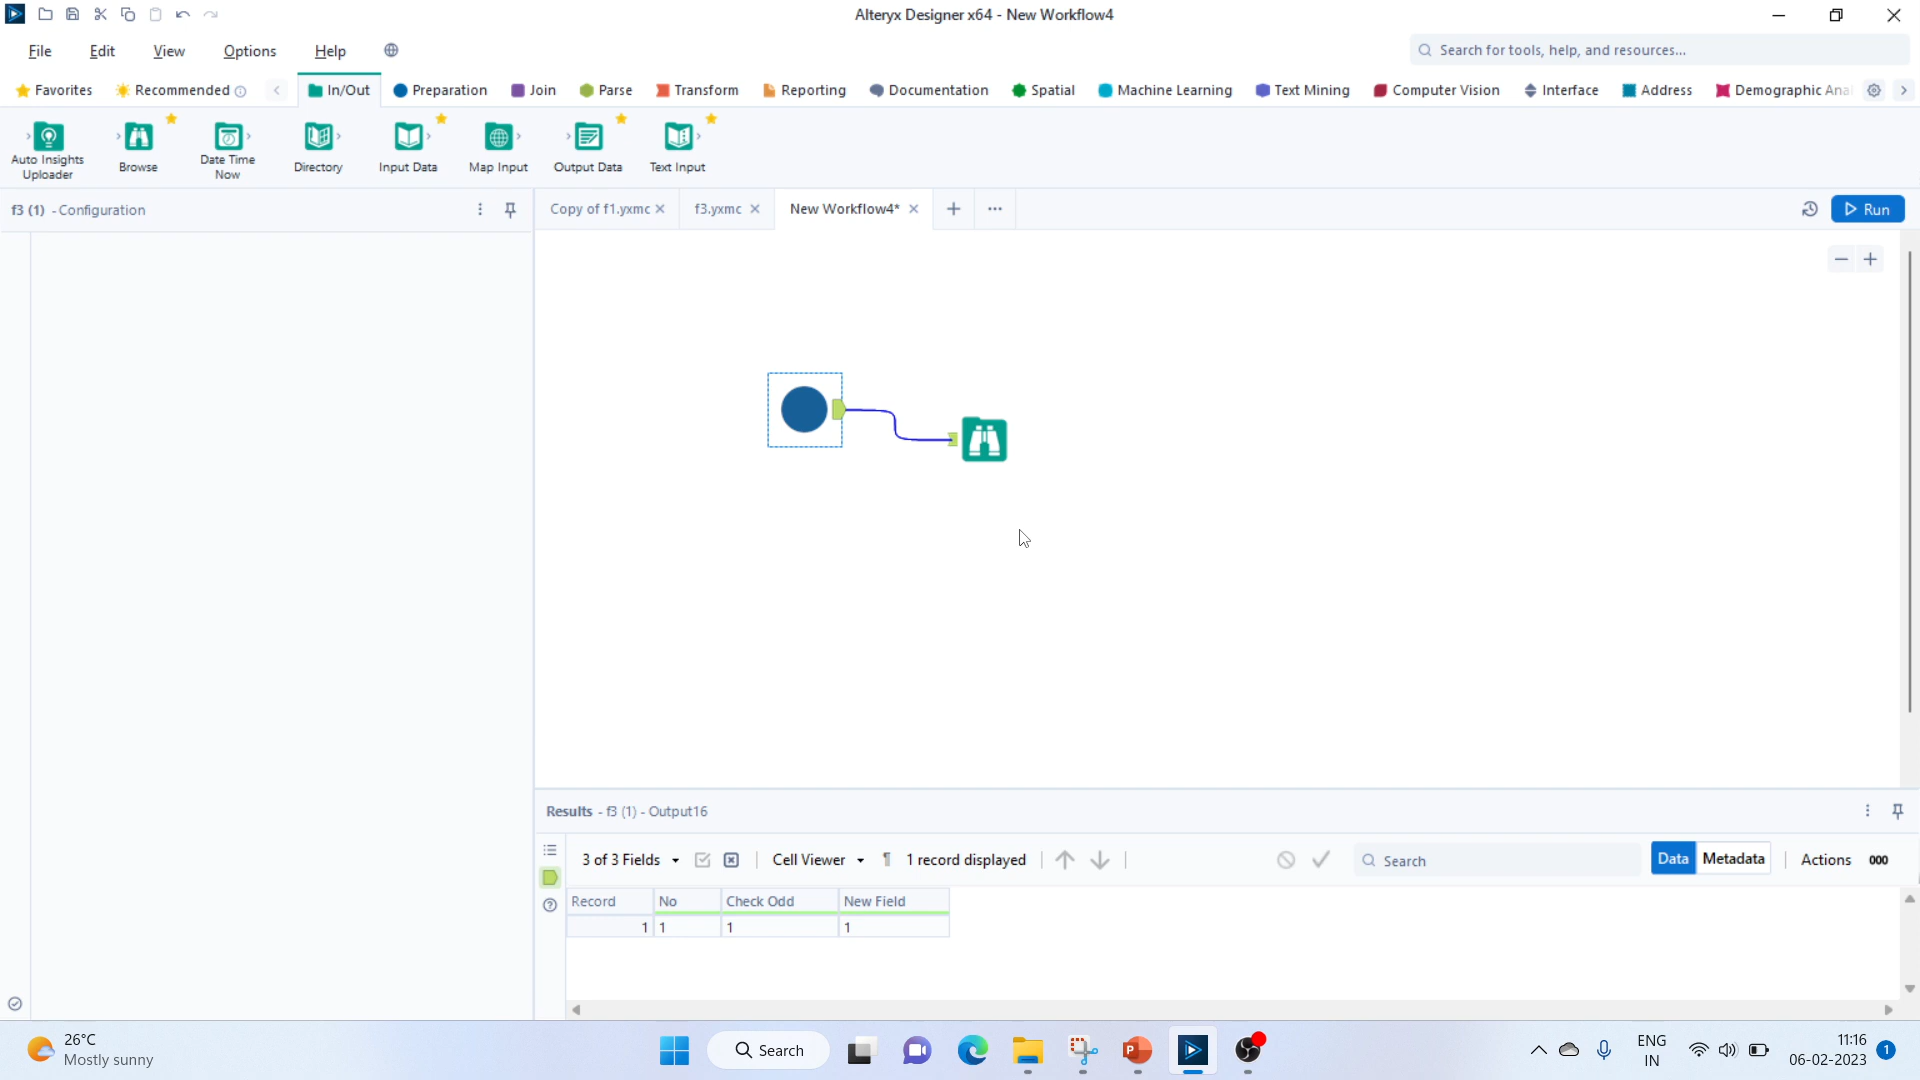 Alteryx Designer x64 - New Workflow4
File Edit View Options Help
Search for tools, help, and resources...
Favorites Recommended In/Out Preparation Join Parse Transform Reporting Documentation Spatial Machine Learning Text Mining Computer Vision Interface Address Demographic Ana
Auto Insights Uploader Browse Date Time Now Directory Input Data Map Input Output Data Text Input
f3 (1) - Configuration
Copy of f1.yxmc f3.yxmc New Workflow4* Run
Results - f3 (1) - Output16
3 of 3 Fields Cell Viewer 1 record displayed Search Data Metadata Actions 000
Record No Check Odd New Field
1 1 1 1
26°C
Mostly sunny
Search
ENG
IN
11:16
06-02-2023
1